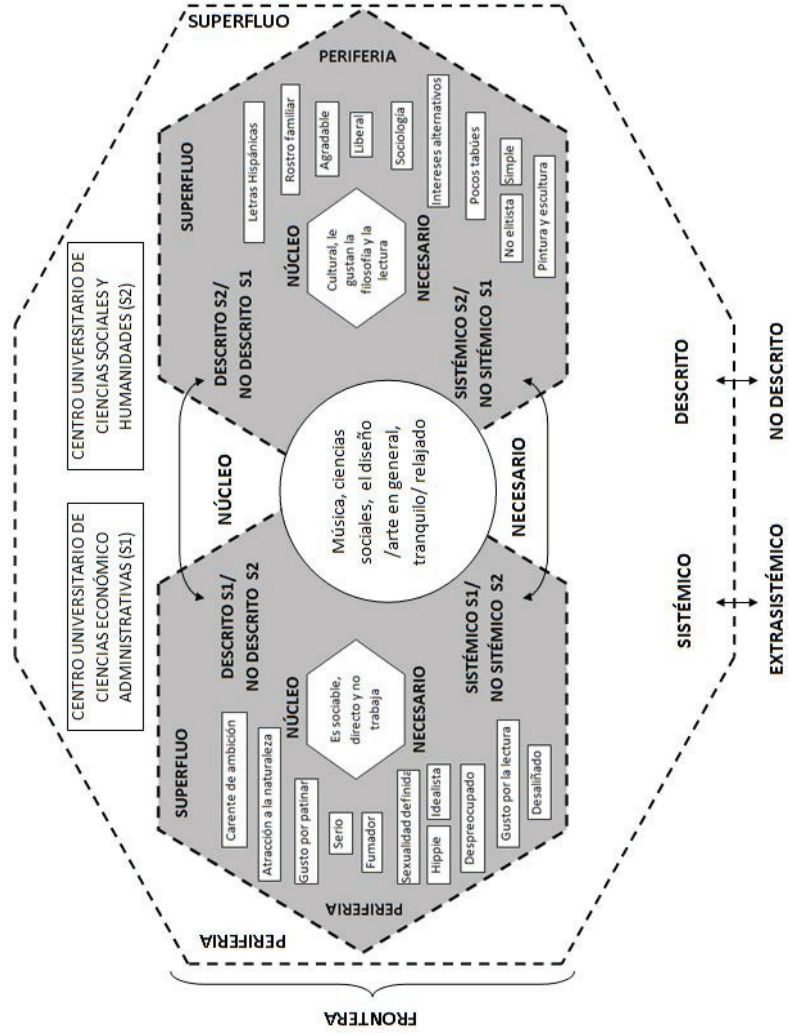 CENTRO UNIVERSITARIO DE
CIENCIAS ECONÓMICO
ADMINISTRATIVAS (S1)
CENTRO UNIVERSITARIO DE
CIENCIAS SOCIALES Y
HUMANIDADES (S2)
SUPERFLUO
PERIFERIA
FRONTERA
NÚCLEO
Música, ciencias
sociales, el diseño
/arte en general,
tranquilo/ relajado
NECESARIO
SUPERFLUO
PERIFERIA
DESCRITO S1/
NO DESCRITO S2
Carente de ambición
Atracción a la naturaleza
Gusto por patinar
Serio
Fumador
Sexualidad definida
Hippie
Idealista
Despreocupado
Gusto por la lectura
Desaliñado
NÚCLEO
Es sociable,
directo y no
trabaja
NECESARIO
SISTÉMICO S1/
NO SITÉMICO S2
SUPERFLUO
PERIFERIA
DESCRITO S2/
NO DESCRITO S1
NÚCLEO
Cultural, le
gustan la
filosofía y la
lectura
NECESARIO
SISTÉMICO S2/
NO SITÉMICO S1
Letras Hispánicas
Rostro familiar
Agradable
Liberal
Sociología
Intereses alternativos
Pocos tabúes
No elitista
Simple
Pintura y escultura
SISTÉMICO
EXTRASISTÉMICO
DESCRITO
NO DESCRITO